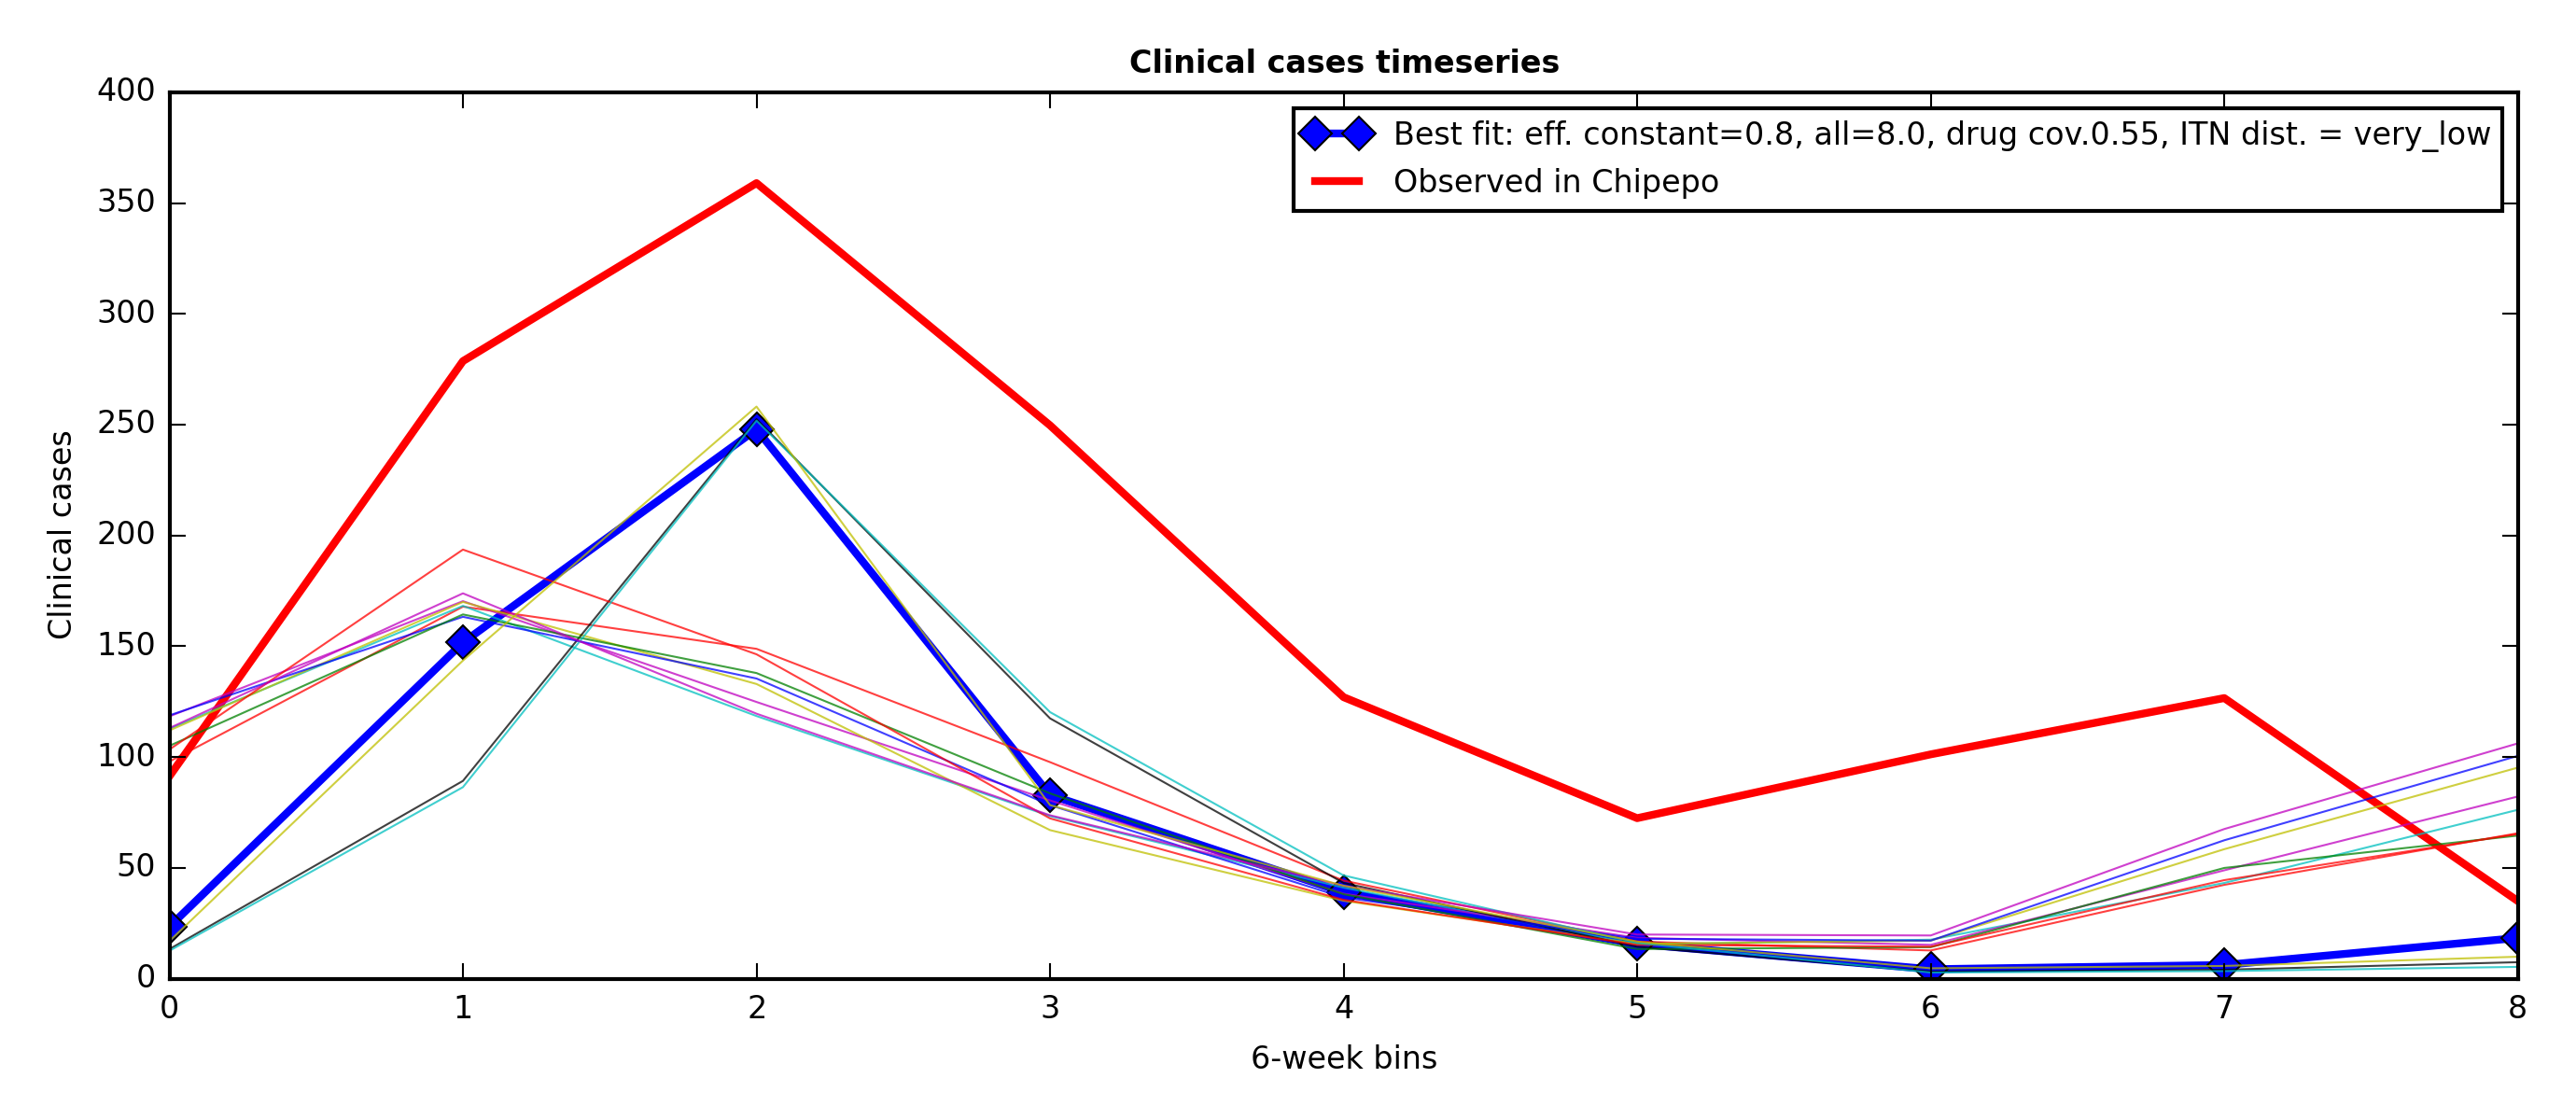 Clinical cases timeseries
400
350
300
250
200
150
100
50
0
Clinical cases
Best fit: eff. constant=0.8, all=8.0, drug cov.0.55, ITN dist. = very_low
Observed in Chipepo
0 1 2 3 4 5 6 7 8
6-week bins